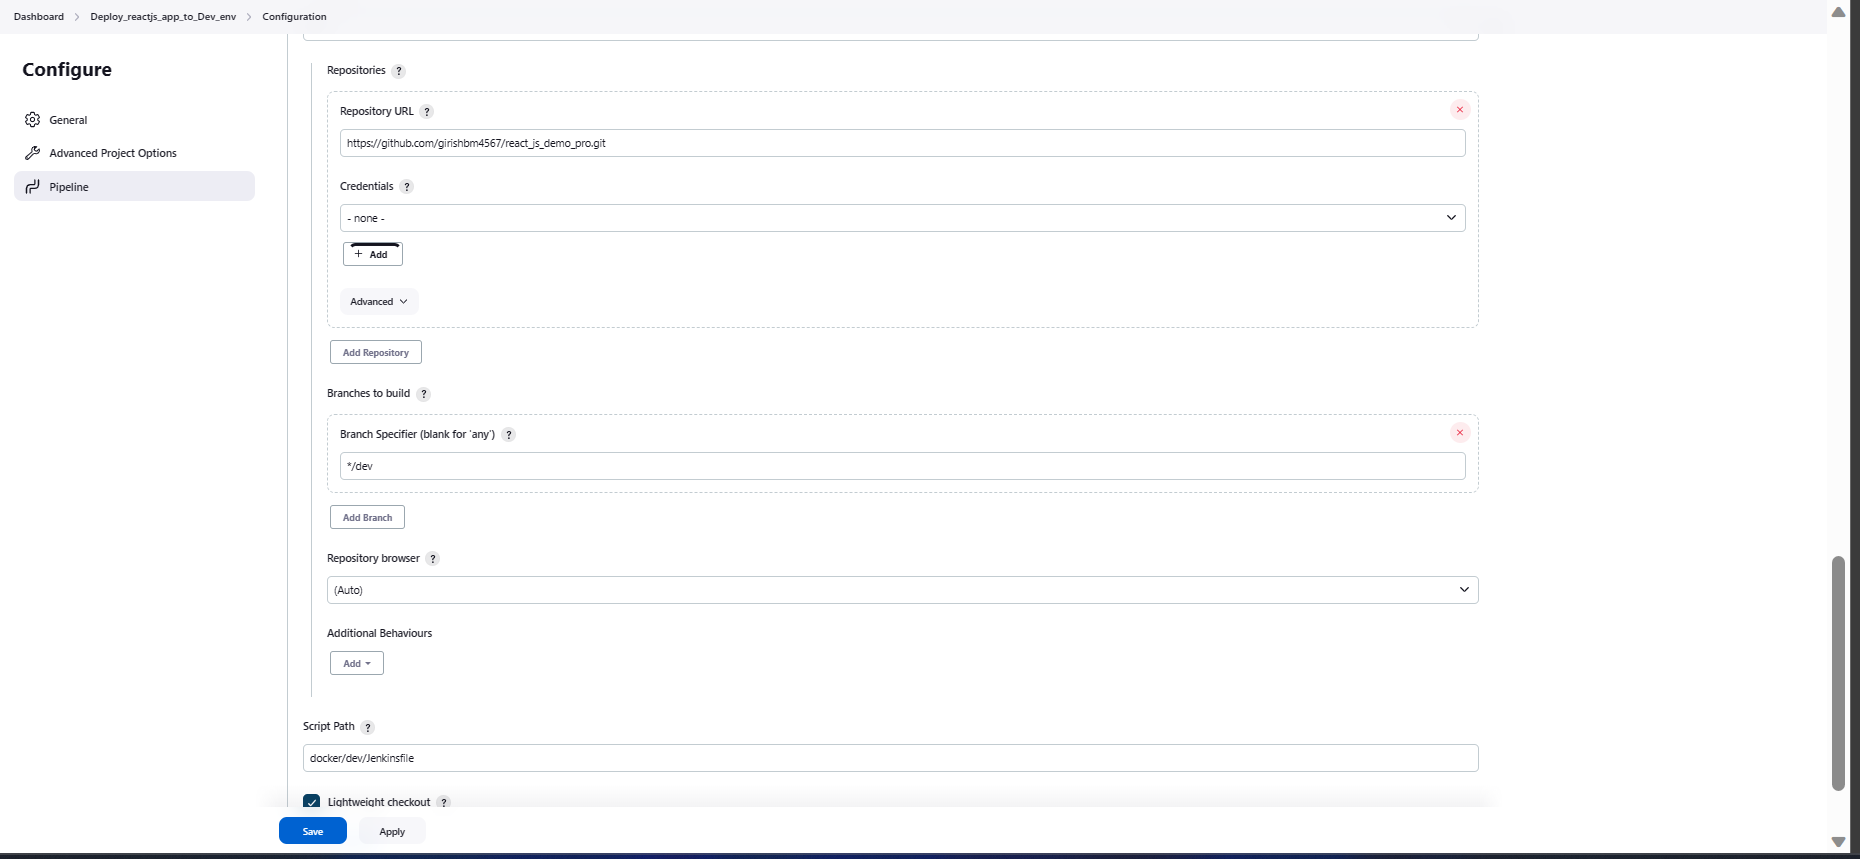 Dashboard > Deploy_reactjs_app_to_Dev_env > Configuration
Configure
General
Advanced Project Options
Pipeline
Repositories ?
Repository URL ?
https://github.com/girishbm4567/react_js_demo_pro.git
Credentials ?
- none -
+ Add
Advanced
Add Repository
Branches to build ?
Branch Specifier (blank for 'any') ?
*/dev
Add Branch
Repository browser ?
(Auto)
Additional Behaviours
Add
Script Path ?
docker/dev/Jenkinsfile
Lightweight checkout ?
Save Apply